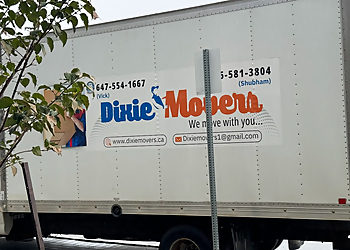 647-554-1667
(Vick)
5-581-3804
(Shubham)
Dixie Movers
We move with you...
www.dixiemovers.ca
Dixiemovers1@gmail.com